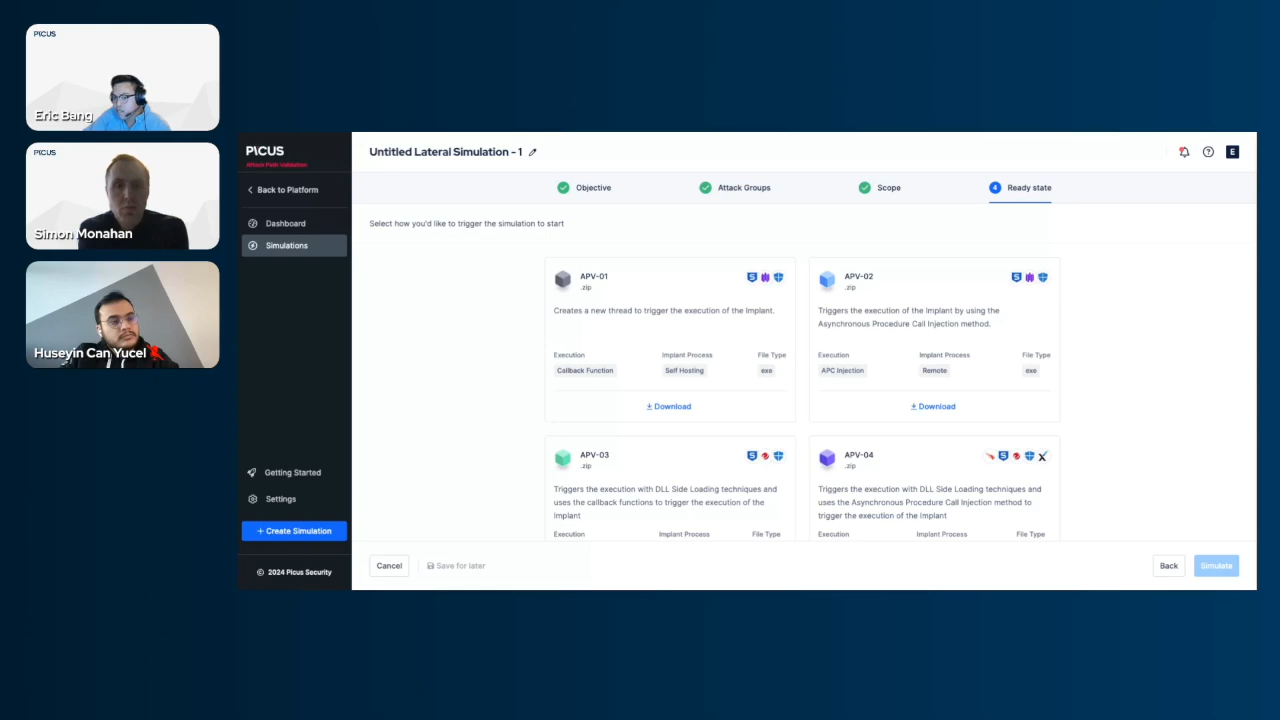 PICUS
Eric Bang
PICUS
Simon Monahan
Huseyin Can Yucel
PICUS
Attack Path Validation
Back to Platform
Dashboard
Simulations
Getting Started
Settings
+ Create Simulation
© 2024 Picus Security
Untitled Lateral Simulation - 1
E
Objective
Attack Groups
Scope
4 Ready state
Select how you'd like to trigger the simulation to start
APV-01
.zip
Creates a new thread to trigger the execution of the Implant.
Execution Implant Process File Type
Callback Function Self Hosting exe
Download
APV-02
.zip
Triggers the execution of the Implant by using the
Asynchronous Procedure Call Injection method.
Execution Implant Process File Type
APC Injection Remote exe
Download
APV-03
.zip
Triggers the execution with DLL Side Loading techniques and
uses the callback functions to trigger the execution of the
implant
Execution Implant Process File Type
APV-04
.zip
Triggers the execution with DLL Side Loading techniques and
uses the Asynchronous Procedure Call Injection method to
trigger the execution of the Implant
Execution Implant Process File Type
Cancel
Save for later
Back
Simulate